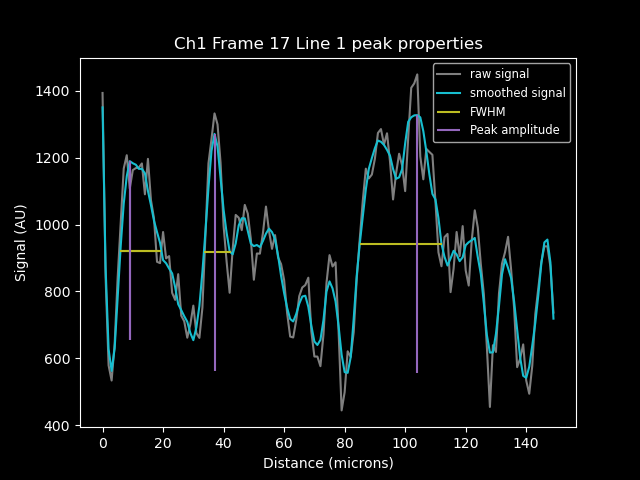 Ch1 Frame 17 Line 1 peak properties
raw signal
smoothed signal
FWHM
Peak amplitude
Signal (AU)
1400
1200
1000
800
600
400
0 20 40 60 80 100 120 140
Distance (microns)